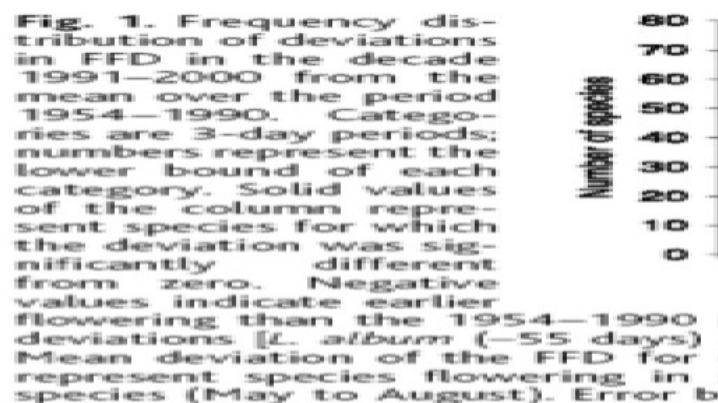 Fig. 1. Frequency dis-
tribution of deviations
in FFD in the decade
1991–2000 from the
mean over the period
1954–1990. Catego-
ries are 3-day periods;
numbers represent the
lower bound of each
category. Solid values
of the column repre-
sent species for which
the deviation was sig-
nificantly different
from zero. Negative
values indicate earlier
flowering than the 1954–1990
deviations [L. album (–55 days)
Mean deviation of the FFD for
represent species flowering in
species (May to August). Error b
80
70
60
50
40
30
20
10
0
Number of species